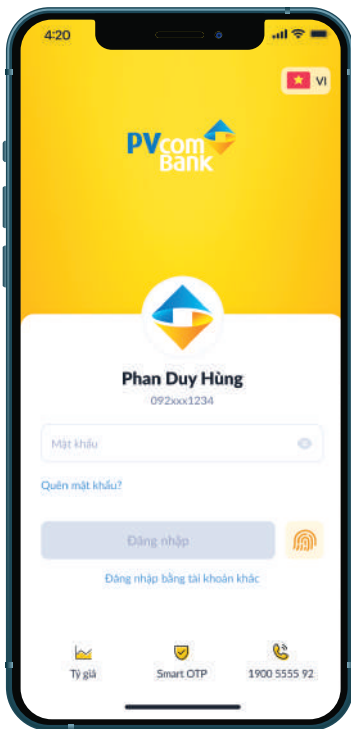 4:20
VI
PVcom
Bank
Phan Duy Hùng
092xxx1234
Mật khẩu
Quên mật khẩu?
Đăng nhập
Đăng nhập bằng tài khoản khác
Tỷ giá
Smart OTP
1900 5555 92